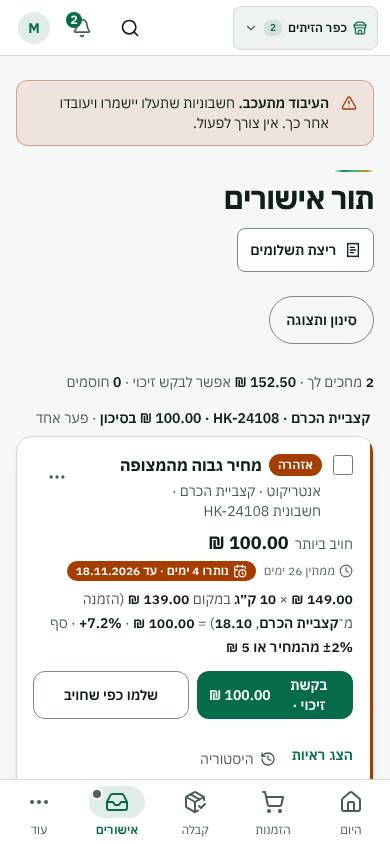 כפר הזיתים 2
2
M
העיבוד מתעכב. חשבוניות שתעלו יישמרו ויעובדו
אחר כך. אין צורך לפעול.
תור אישורים
ריצת תשלומים
סינון ותצוגה
2 מחכים לך · 152.50 ₪ אפשר לבקש זיכוי · 0 חוסמים
קצביית הכרם · HK-24108 · 100.00 ₪ בסיכון · פער אחד
אזהרה מחיר גבוה מהמצופה
אנטריקוט · קצביית הכרם ·
חשבונית HK-24108
חויב ביותר 100.00 ₪
ממתין 26 ימים נותרו 4 ימים · עד 18.11.2026
149.00 ₪ × 10 ק״ג במקום 139.00 ₪ (הזמנה
מ־קצביית הכרם, 18.10) = 100.00 ₪ · +7.2% · סף
±2% מהמחיר או 5 ₪
בקשת
זיכוי ·
100.00 ₪
שלמו כפי שחויב
הצג ראיות
היסטוריה
היום
הזמנות
קבלה
אישורים
עוד